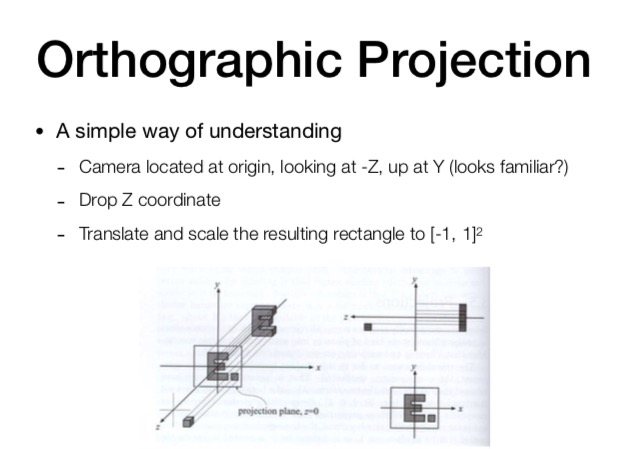 Orthographic Projection
• A simple way of understanding
- Camera located at origin, looking at -Z, up at Y (looks familiar?)
- Drop Z coordinate
- Translate and scale the resulting rectangle to [-1, 1]²
y
x
z
projection plane, z=0
y
z
y
x